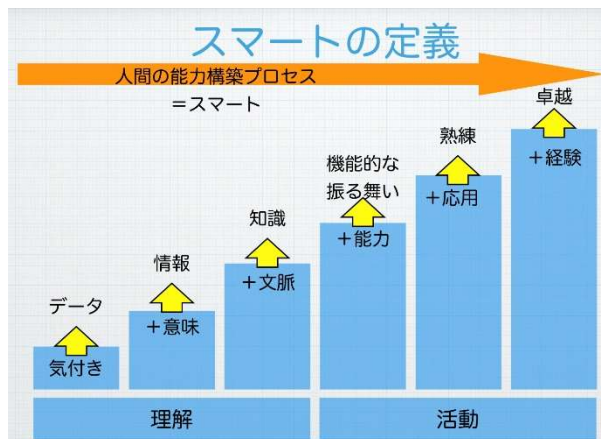 スマートの定義
人間の能力構築プロセス
=スマート
データ
気付き
情報
+意味
知識
+文脈
機能的な
振る舞い
+能力
熟練
+応用
卓越
+経験
理解
活動